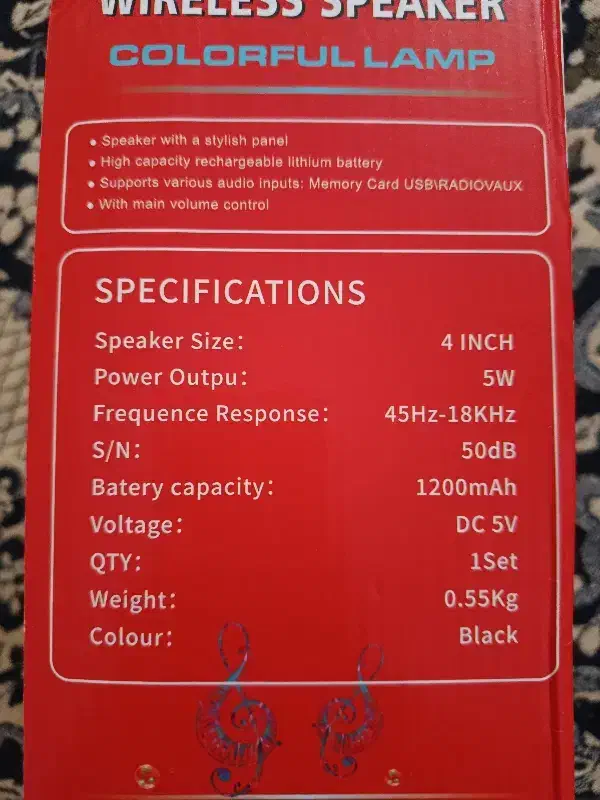 WIRELESS SPEAKER
COLORFUL LAMP
• Speaker with a stylish panel
• High capacity rechargeable lithium battery
• Supports various audio inputs: Memory Card USB\RADIOVAUX
• With main volume control
SPECIFICATIONS
Speaker Size: 4 INCH
Power Outpu: 5W
Frequence Response: 45Hz-18KHz
S/N: 50dB
Batery capacity: 1200mAh
Voltage: DC 5V
QTY: 1Set
Weight: 0.55Kg
Colour: Black